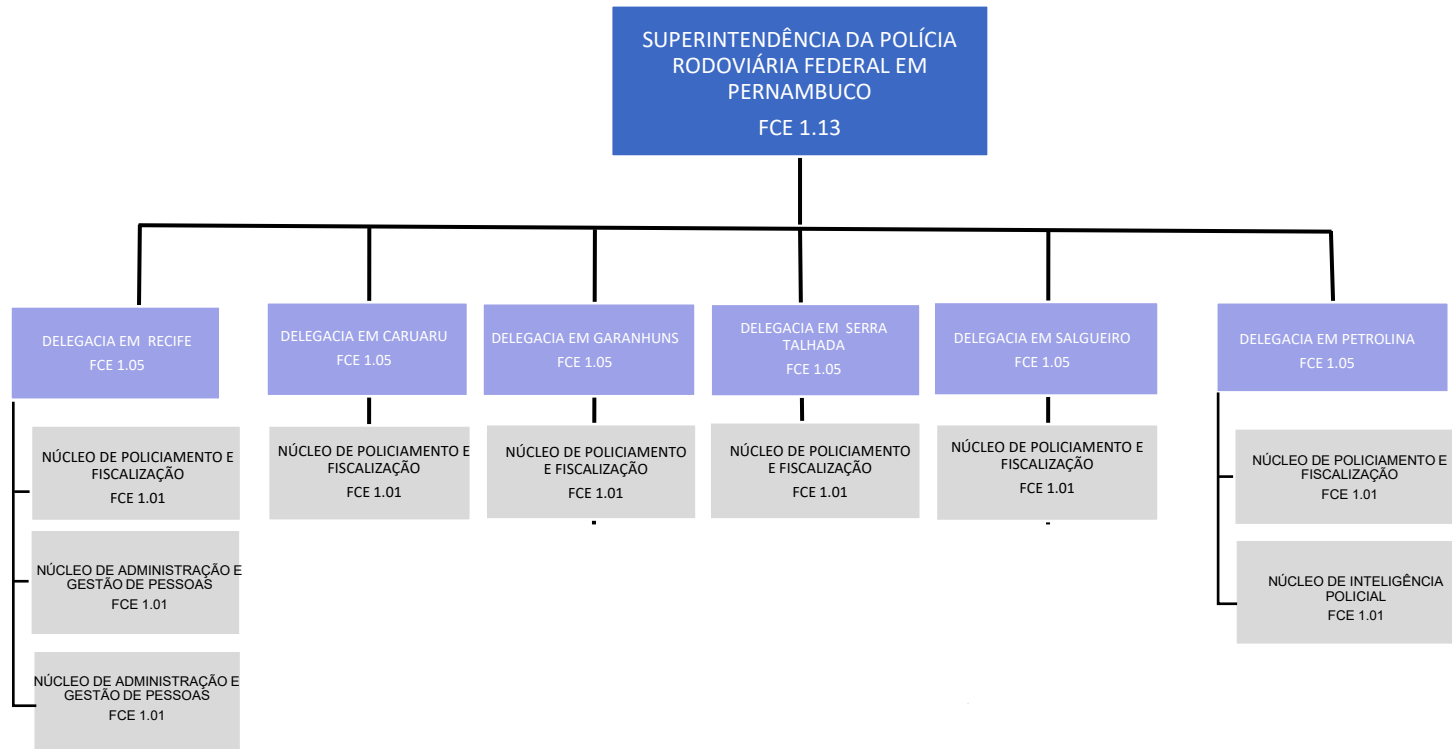 SUPERINTENDÊNCIA DA POLÍCIA
RODOVIÁRIA FEDERAL EM
PERNAMBUCO
FCE 1.13
DELEGACIA EM RECIFE
FCE 1.05
DELEGACIA EM CARUARU
FCE 1.05
DELEGACIA EM GARANHUNS
FCE 1.05
DELEGACIA EM SERRA
TALHADA
FCE 1.05
DELEGACIA EM SALGUEIRO
FCE 1.05
DELEGACIA EM PETROLINA
FCE 1.05
NÚCLEO DE POLICIAMENTO E
FISCALIZAÇÃO
FCE 1.01
NÚCLEO DE POLICIAMENTO E
FISCALIZAÇÃO
FCE 1.01
NÚCLEO DE POLICIAMENTO
E FISCALIZAÇÃO
FCE 1.01
NÚCLEO DE POLICIAMENTO
E FISCALIZAÇÃO
FCE 1.01
NÚCLEO DE POLICIAMENTO E
FISCALIZAÇÃO
FCE 1.01
NÚCLEO DE POLICIAMENTO E
FISCALIZAÇÃO
FCE 1.01
NÚCLEO DE ADMINISTRAÇÃO E
GESTÃO DE PESSOAS
FCE 1.01
NÚCLEO DE INTELIGÊNCIA
POLICIAL
FCE 1.01
NÚCLEO DE ADMINISTRAÇÃO E
GESTÃO DE PESSOAS
FCE 1.01